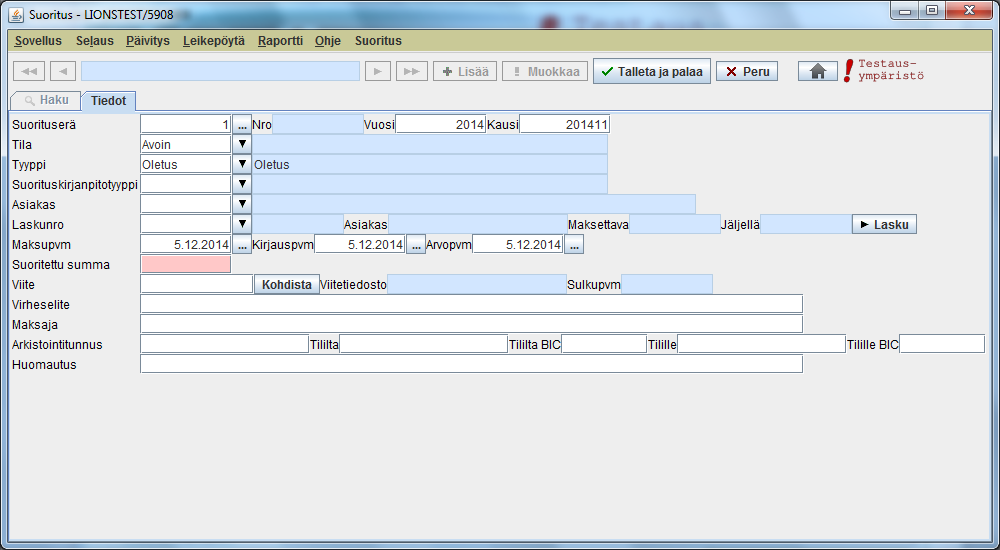 Suoritus - LIONSTEST/5908
Sovellus Selaus Päivitys Leikepöytä Raportti Ohje Suoritus
Lisää Muokkaa Talleta ja palaa Peru Testaus-
ympäristö
Haku Tiedot
Suorituserä 1 ... Nro Vuosi 2014 Kausi 201411
Tila Avoin
Tyyppi Oletus Oletus
Suorituskirjanpitotyyppi
Asiakas
Laskunro Asiakas Maksettava Jäljellä Lasku
Maksupvm 5.12.2014 ... Kirjauspvm 5.12.2014 ... Arvopvm 5.12.2014 ...
Suoritettu summa
Viite Kohdista Viitetiedosto Sulkupvm
Virheselite
Maksaja
Arkistointitunnus Tililta Tililta BIC Tilille Tilille BIC
Huomautus